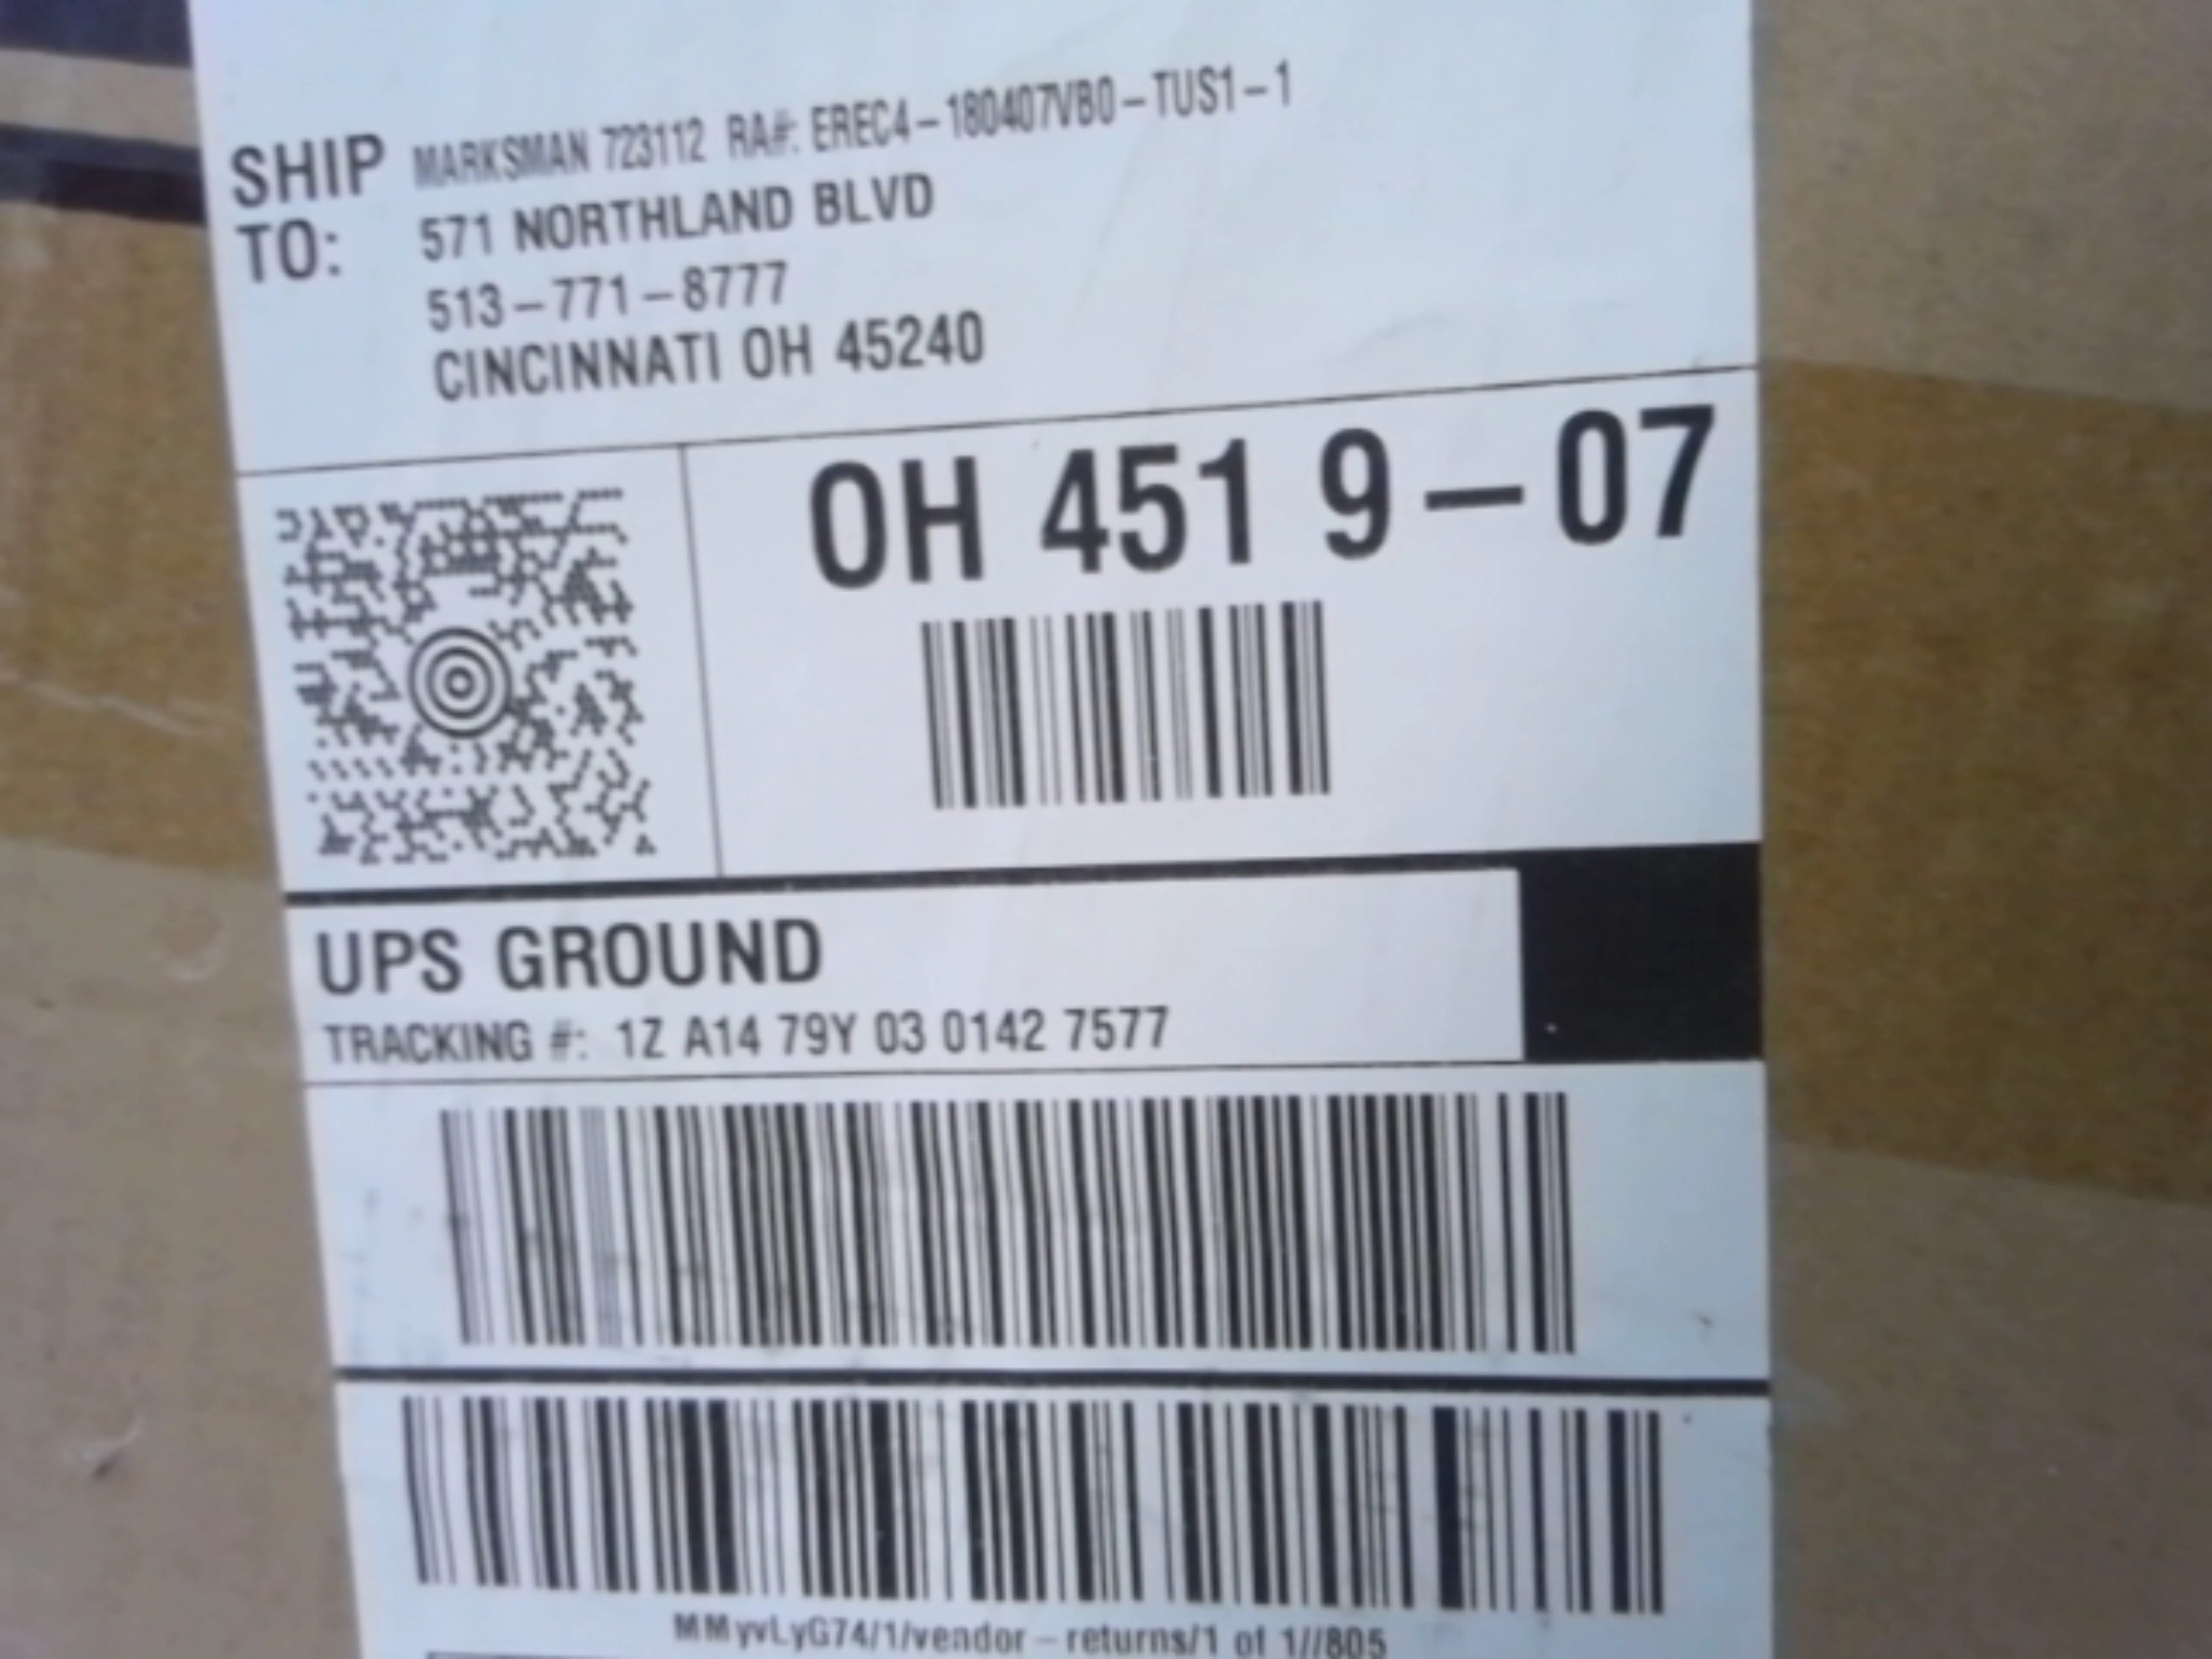 SHIP TO:
MARKSMAN 723112 RA#: EREC4-180407VB0-TUS1-1
571 NORTHLAND BLVD
513-771-8777
CINCINNATI OH 45240
OH 451 9-07
UPS GROUND
TRACKING #: 1Z A14 79Y 03 0142 7577
MMyvLyG74/1/vendor-returns/1 of 1//805